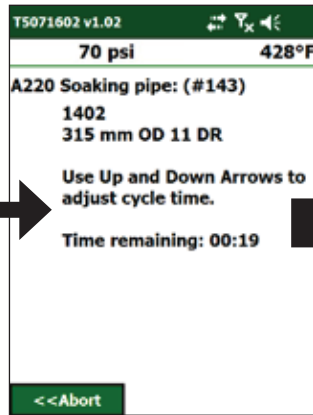 T5071602 v1.02
70 psi 428°F
A220 Soaking pipe: (#143)
1402
315 mm OD 11 DR
Use Up and Down Arrows to
adjust cycle time.
Time remaining: 00:19
<<Abort